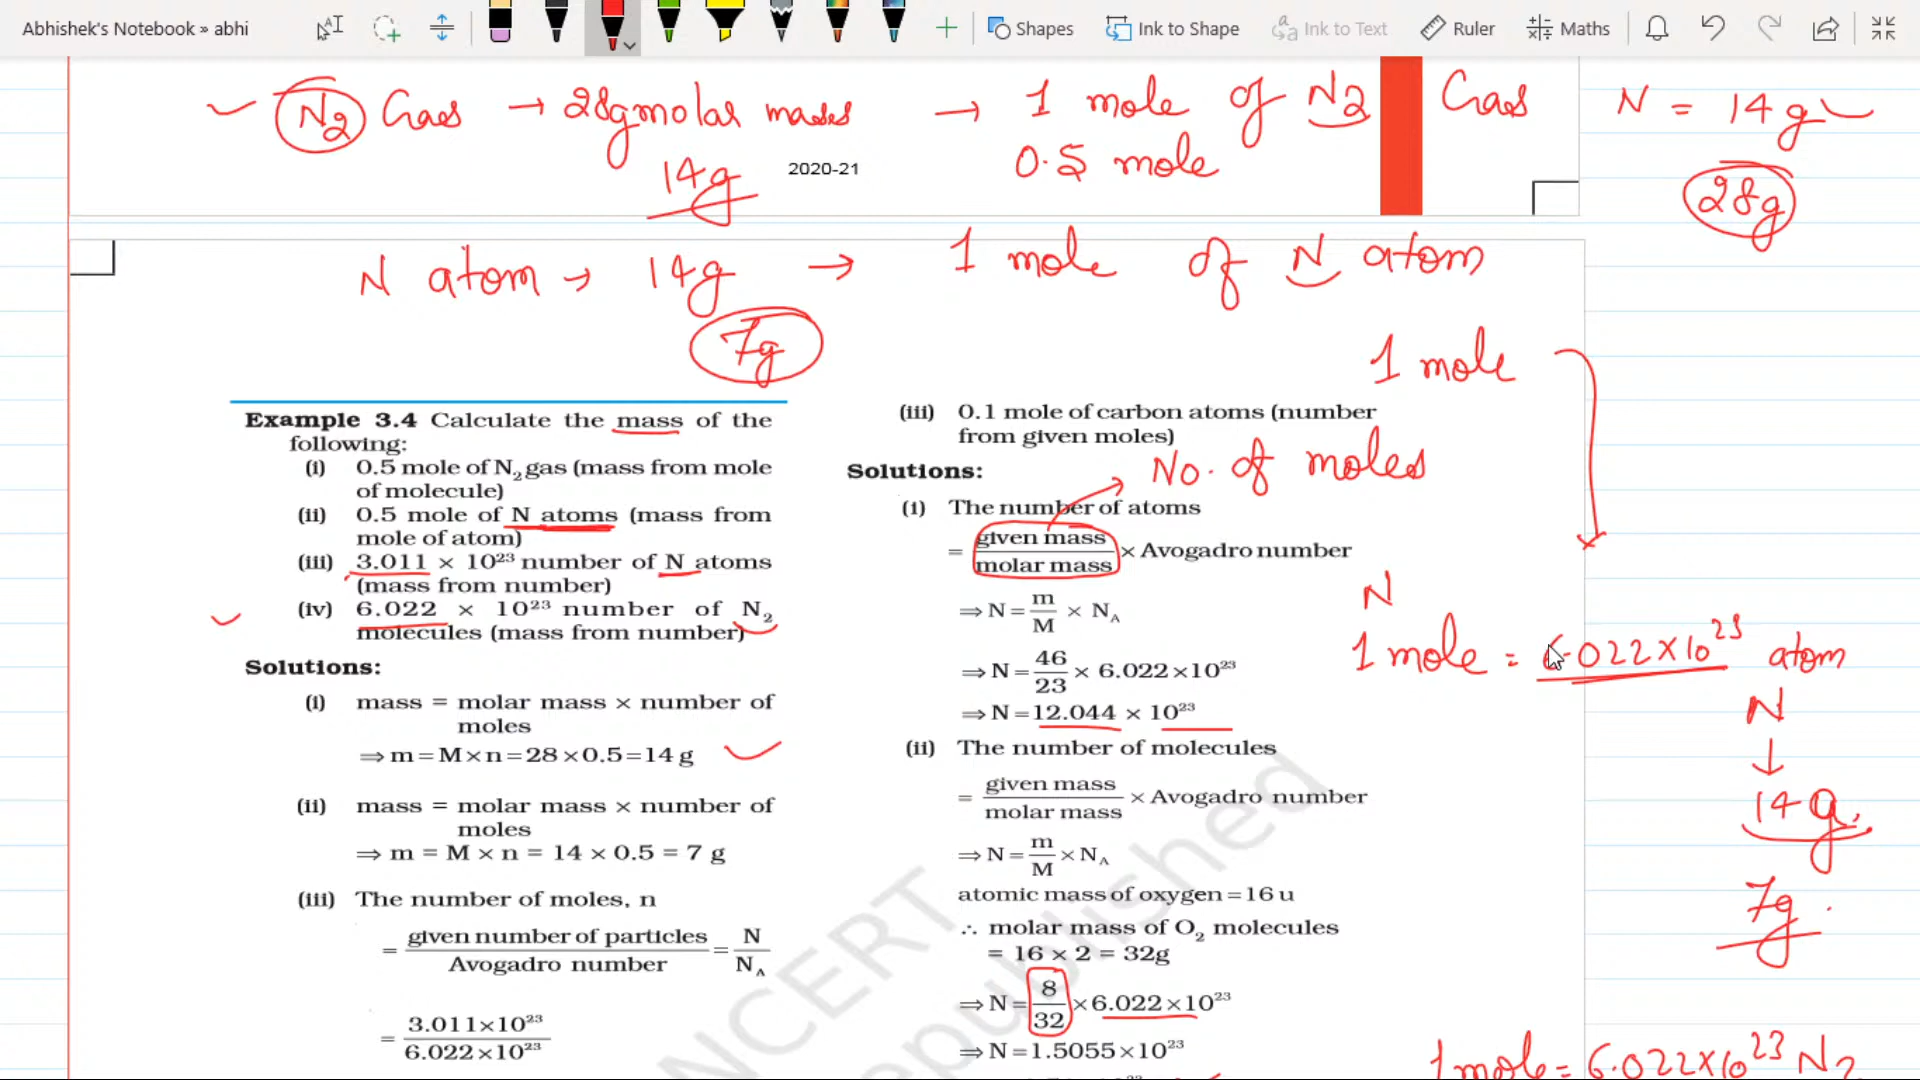 Abhishek's Notebook » abhi
Shapes
Ink to Shape
Ink to Text
Ruler
Maths
N2 Gas → 28g molar mass → 1 mole of N2 Gas
14g
0.5 mole
2020-21
N = 14g
28g
N atom → 14g → 1 mole of N atom
7g
1 mole
Example 3.4 Calculate the mass of the
following:
(i) 0.5 mole of N₂ gas (mass from mole
of molecule)
(ii) 0.5 mole of N atoms (mass from
mole of atom)
(iii) 3.011 × 10²³ number of N atoms
(mass from number)
(iv) 6.022 × 10²³ number of N₂
molecules (mass from number)
Solutions:
(i) mass = molar mass × number of
moles
⇒ m = M × n = 28 × 0.5 = 14 g
(ii) mass = molar mass × number of
moles
⇒ m = M × n = 14 × 0.5 = 7 g
(iii) The number of moles, n
= given number of particles / Avogadro number = N / N_A
= 3.011×10²³ / 6.022×10²³
(iii) 0.1 mole of carbon atoms (number
from given moles)
Solutions:
No. of moles
(i) The number of atoms
= given mass / molar mass × Avogadro number
⇒ N = m/M × N_A
⇒ N = 46/23 × 6.022×10²³
⇒ N = 12.044 × 10²³
(ii) The number of molecules
= given mass / molar mass × Avogadro number
⇒ N = m/M × N_A
atomic mass of oxygen = 16 u
∴ molar mass of O₂ molecules
= 16 × 2 = 32g
⇒ N = 8/32 × 6.022×10²³
⇒ N = 1.5055×10²³
N
1 mole = 6.022×10²³ atom
N
↓
14 g.
7g.
1 mole = 6.022×10²³ N2
NCERT
republished